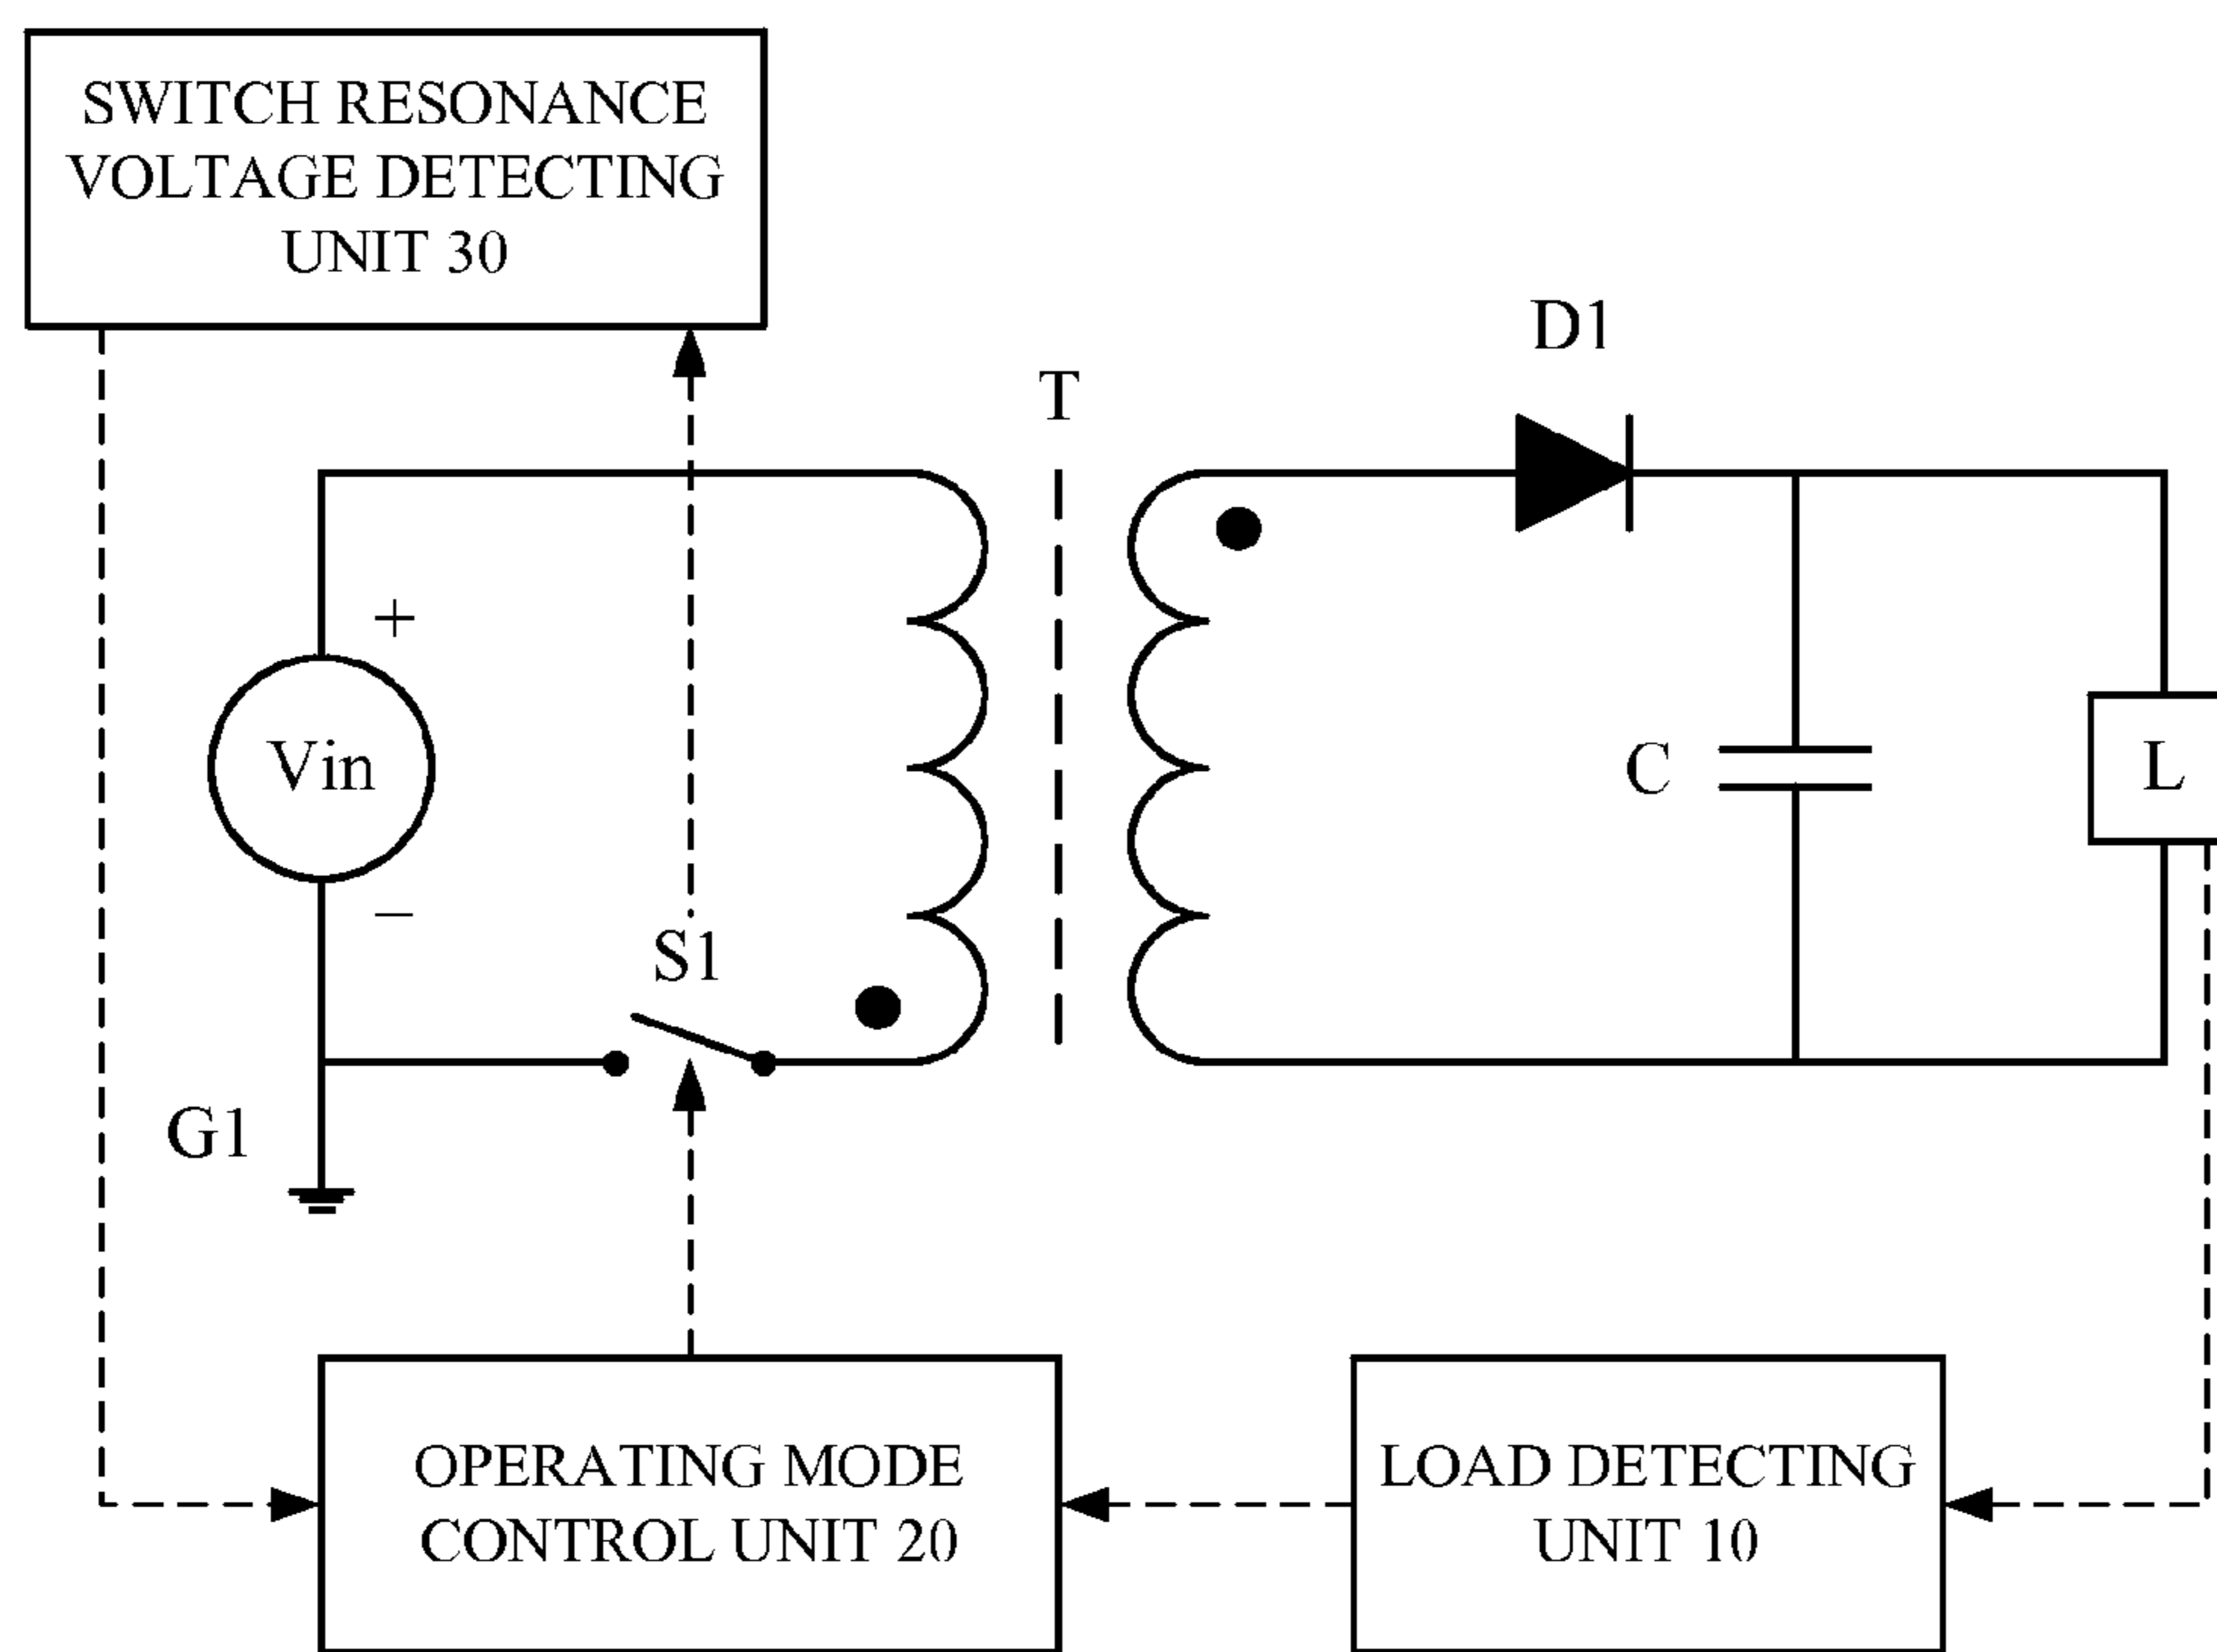 SWITCH RESONANCE
VOLTAGE DETECTING
UNIT 30
D1
T
+
Vin
−
C
L
S1
G1
OPERATING MODE
CONTROL UNIT 20
LOAD DETECTING
UNIT 10